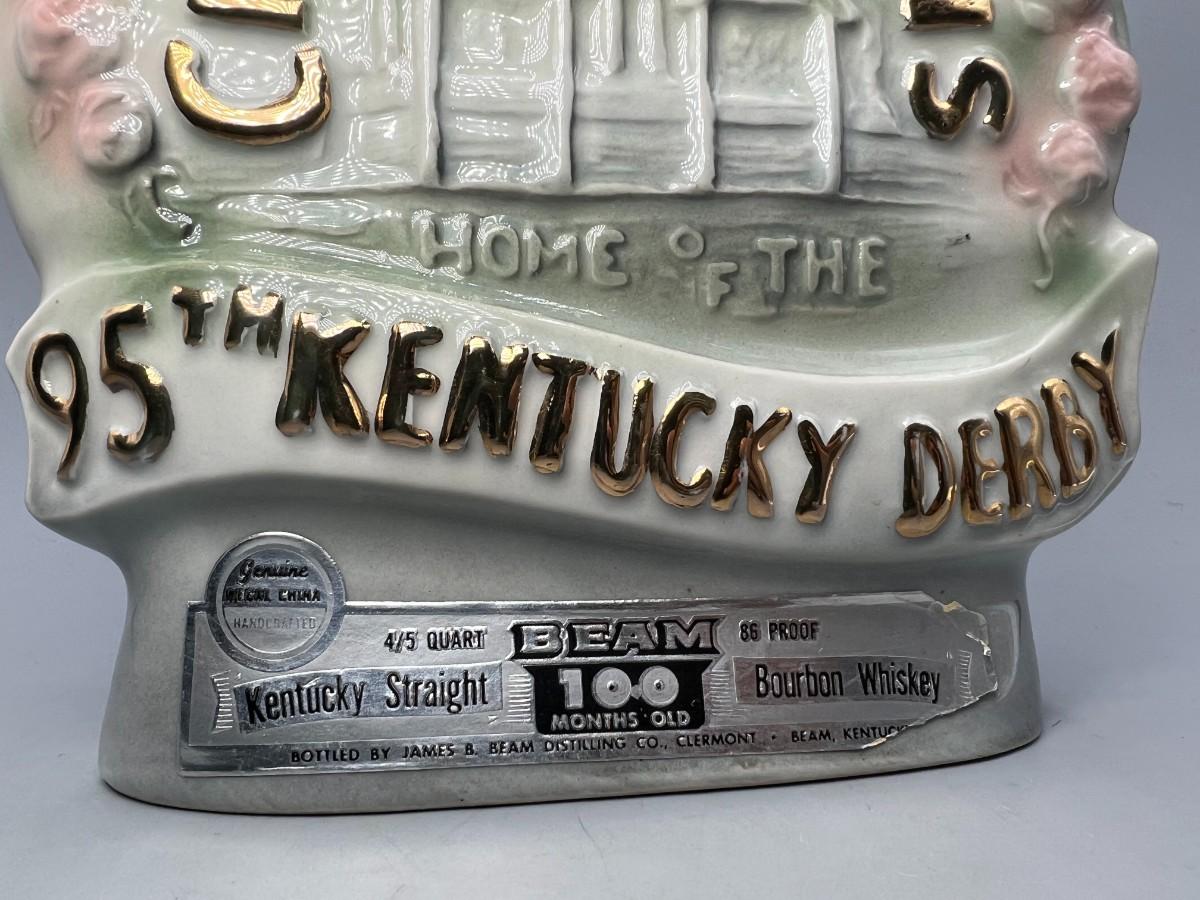 HOME OF THE
95TH KENTUCKY DERBY
Genuine
REGAL CHINA
HANDCRAFTED
4/5 QUART BEAM 86 PROOF
Kentucky Straight 100 Bourbon Whiskey
MONTHS OLD
BOTTLED BY JAMES B. BEAM DISTILLING CO., CLERMONT • BEAM, KENTUCK